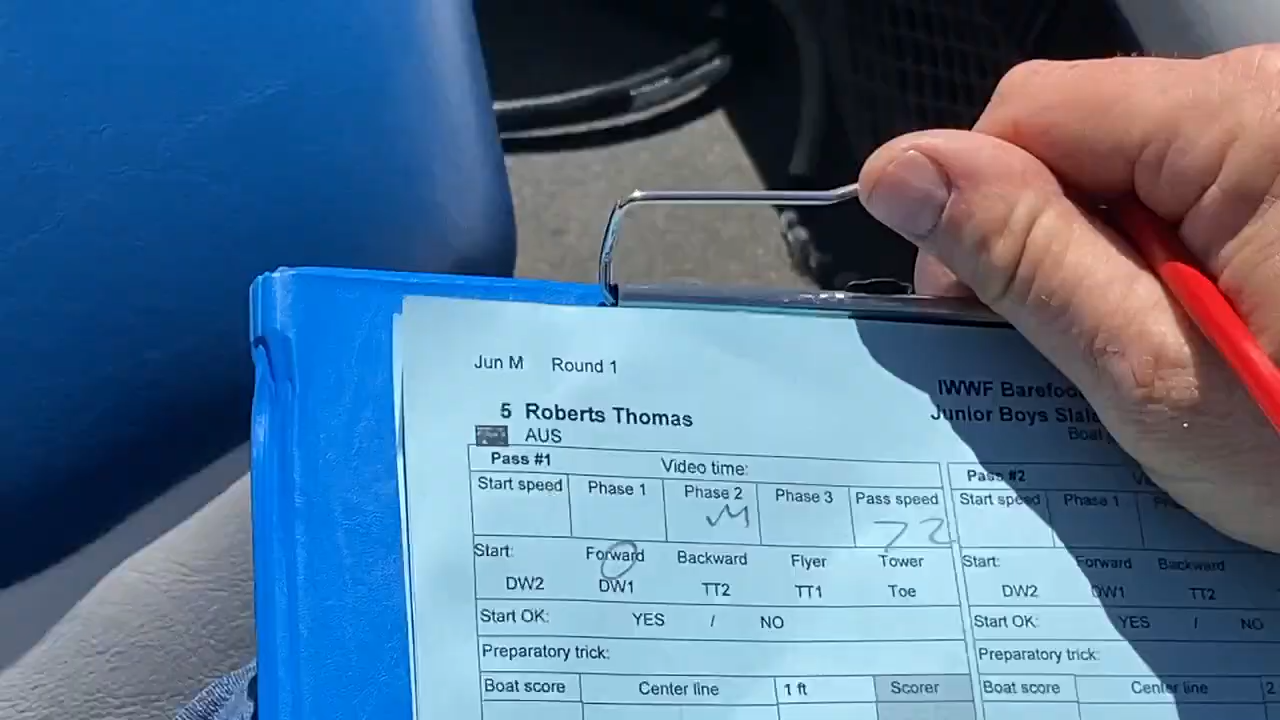 Jun M Round 1
IWWF
5 Roberts Thomas
Junior Boys
AUS
Boat
Pass #1 Video time:
Pass #2
Start speed Phase 1 Phase 2 Phase 3 Pass speed
Start speed Phase 1
M 72
Start: Forward Backward Flyer Tower
Start: Forward Backward
DW2 DW1 TT2 TT1 Toe
DW2 DW1 TT2
Start OK: YES / NO
Start OK: YES / NO
Preparatory trick:
Preparatory trick:
Boat score Center line 1 ft Scorer
Boat score Center line 2